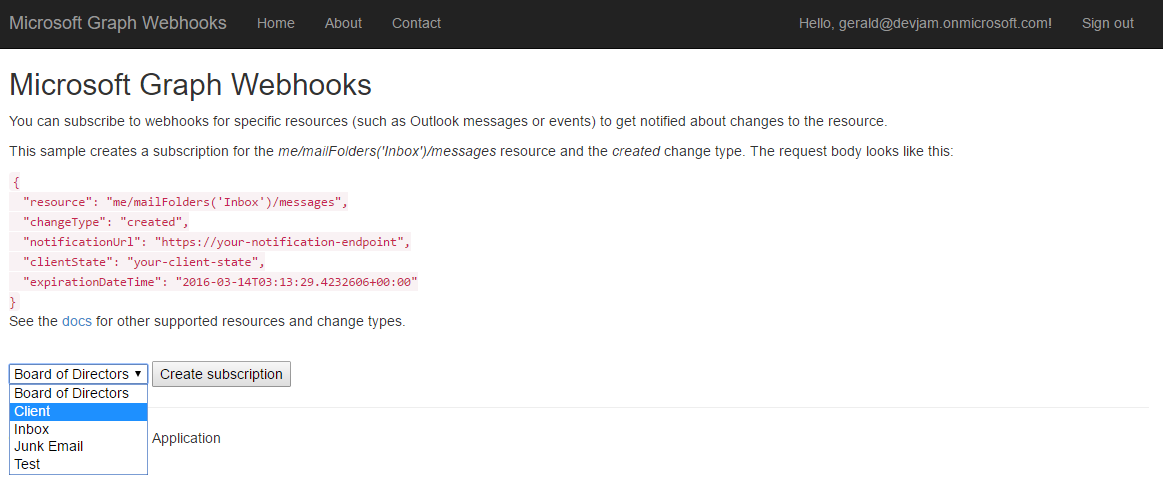 Microsoft Graph Webhooks Home About Contact Hello, gerald@devjam.onmicrosoft.com! Sign out
Microsoft Graph Webhooks
You can subscribe to webhooks for specific resources (such as Outlook messages or events) to get notified about changes to the resource.
This sample creates a subscription for the me/mailFolders('Inbox')/messages resource and the created change type. The request body looks like this:
{
"resource": "me/mailFolders('Inbox')/messages",
"changeType": "created",
"notificationUrl": "https://your-notification-endpoint",
"clientState": "your-client-state",
"expirationDateTime": "2016-03-14T03:13:29.4232606+00:00"
}
See the docs for other supported resources and change types.
Board of Directors ▼ Create subscription
Board of Directors
Client
Inbox
Junk Email
Test
Application